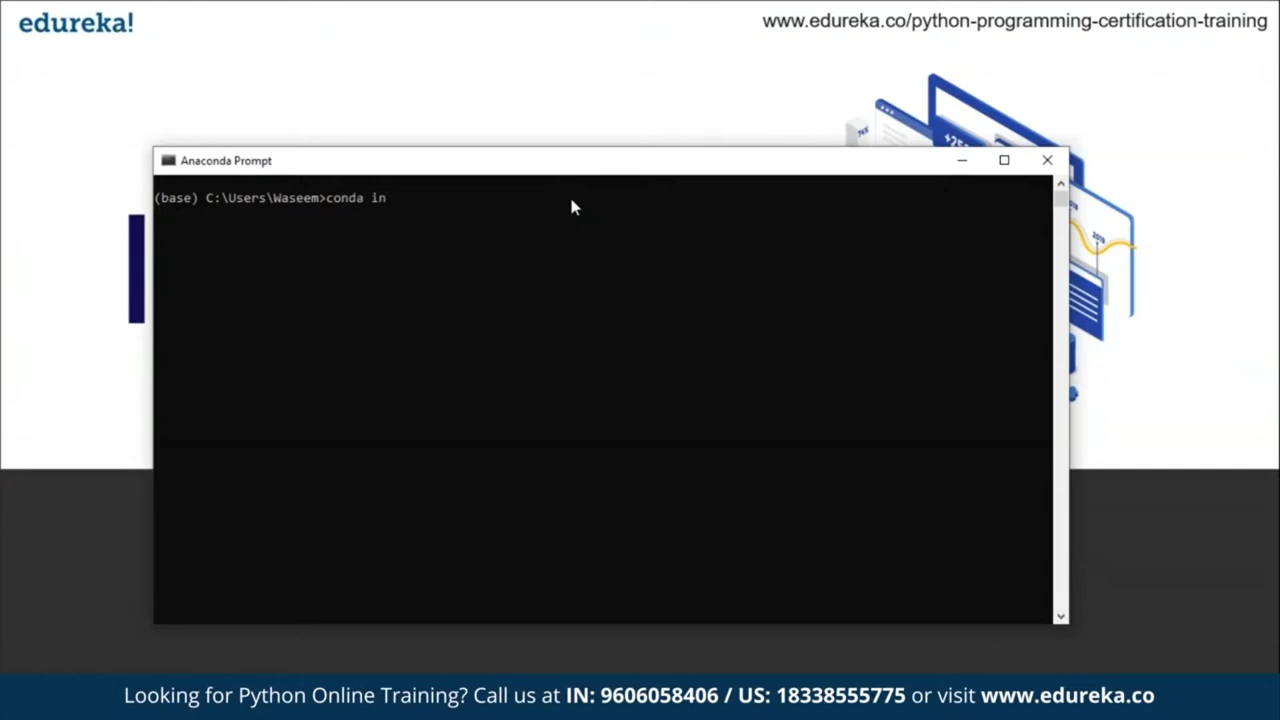 edureka!
www.edureka.co/python-programming-certification-training
Anaconda Prompt
(base) C:\Users\Waseem>conda in
2019
Looking for Python Online Training? Call us at IN: 9606058406 / US: 18338555775 or visit www.edureka.co